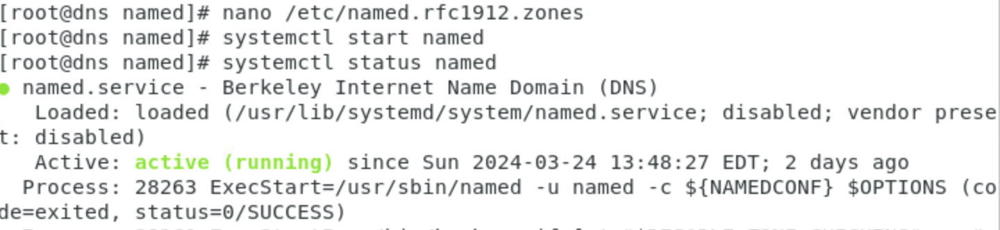 [root@dns named]# nano /etc/named.rfc1912.zones
[root@dns named]# systemctl start named
[root@dns named]# systemctl status named
● named.service - Berkeley Internet Name Domain (DNS)
   Loaded: loaded (/usr/lib/systemd/system/named.service; disabled; vendor prese
t: disabled)
   Active: active (running) since Sun 2024-03-24 13:48:27 EDT; 2 days ago
  Process: 28263 ExecStart=/usr/sbin/named -u named -c ${NAMEDCONF} $OPTIONS (co
de=exited, status=0/SUCCESS)